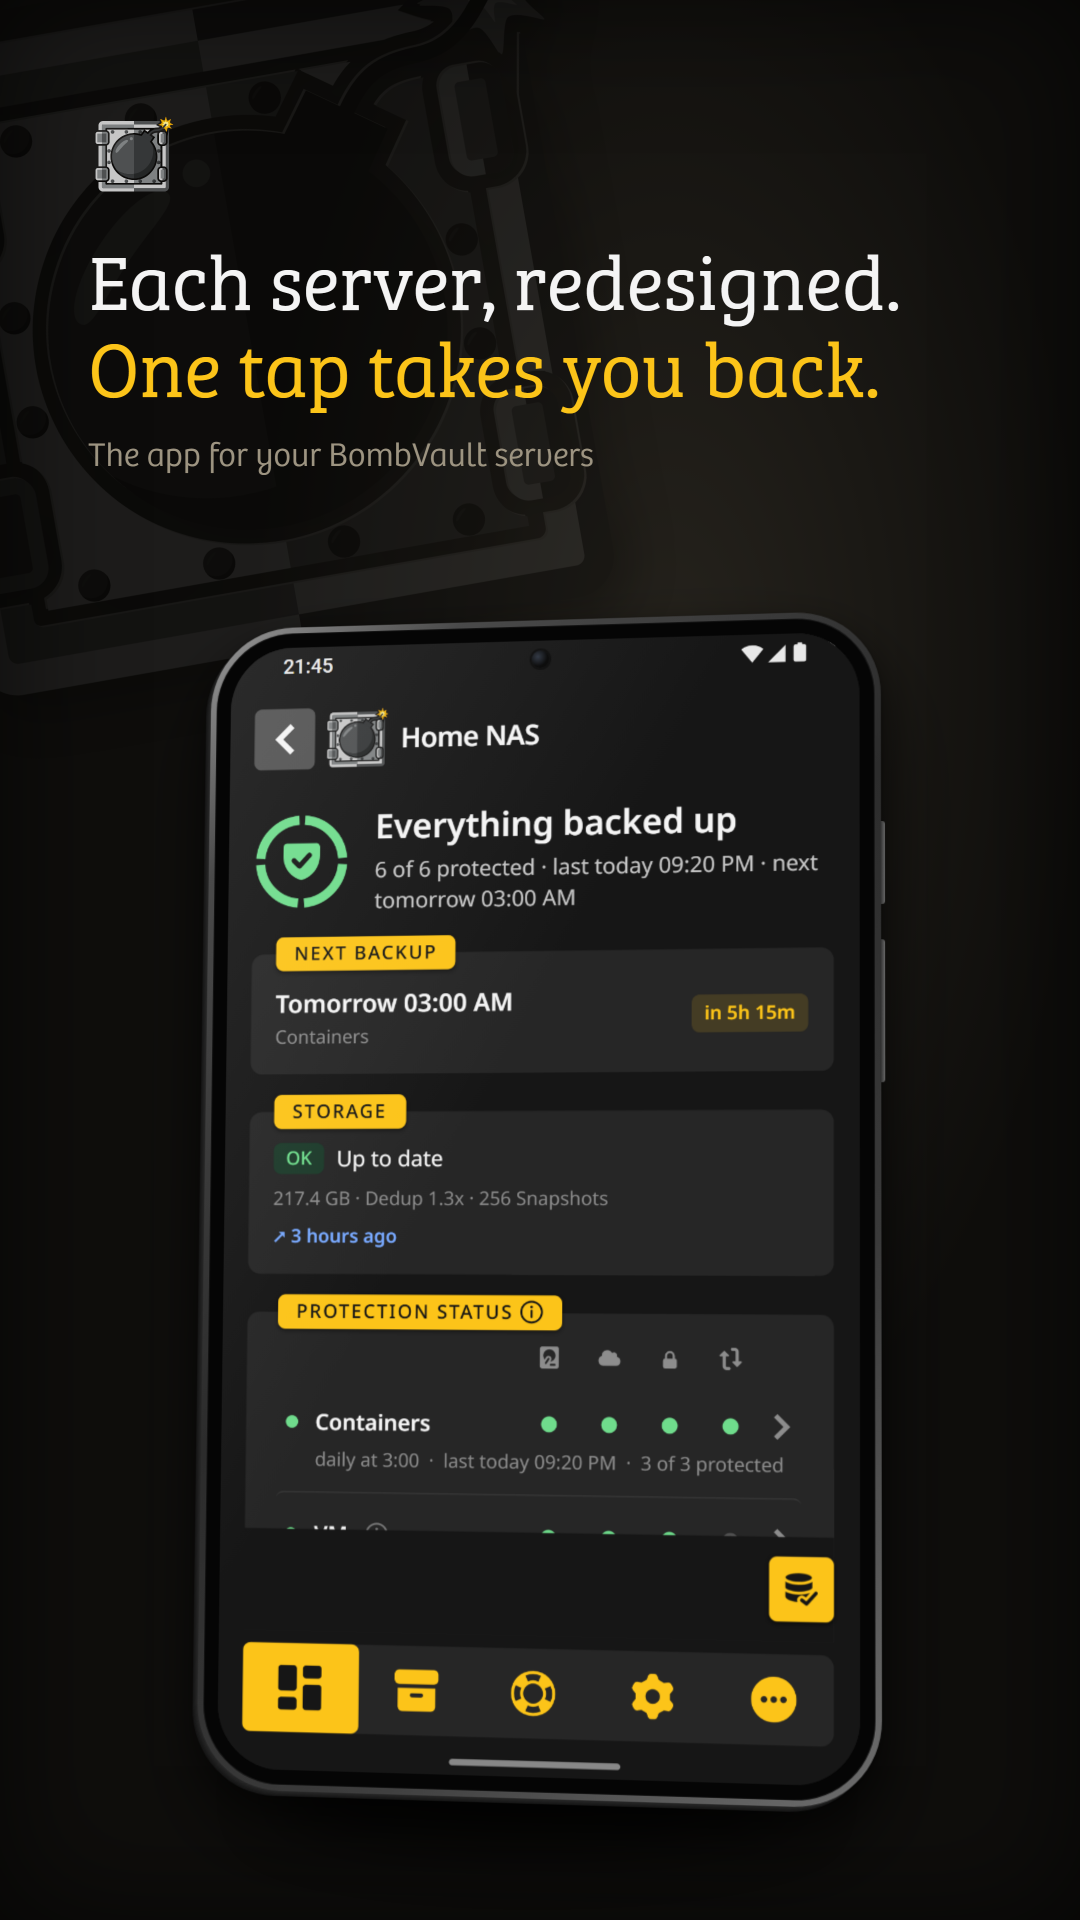 Each server, redesigned.
One tap takes you back.
The app for your BombVault servers
21:45
Home NAS
Everything backed up
6 of 6 protected · last today 09:20 PM · next
tomorrow 03:00 AM
NEXT BACKUP
Tomorrow 03:00 AM
in 5h 15m
Containers
STORAGE
OK Up to date
217.4 GB · Dedup 1.3x · 256 Snapshots
↗ 3 hours ago
PROTECTION STATUS
Containers
daily at 3:00 · last today 09:20 PM · 3 of 3 protected
VM